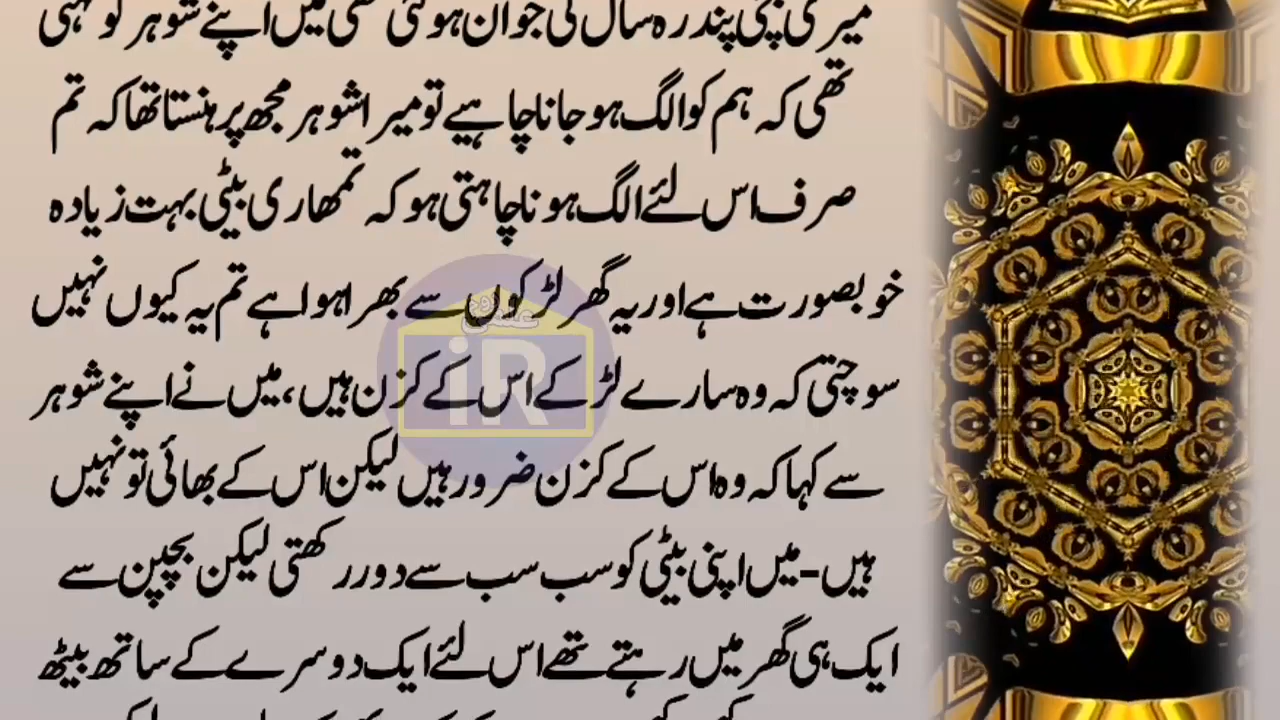 میری بچی پندرہ سال کی جوان ہو گئی تھی میں اپنے شوہر کو کہتی
تھی کہ ہم کو الگ ہو جانا چاہیے تو میرا شوہر مجھ پر ہنستا تھا کہ تم
صرف اس لئے الگ ہونا چاہتی ہو کہ تمھاری بیٹی بہت زیادہ
خوبصورت ہے اور یہ گھر لڑکوں سے بھرا ہوا ہے تم یہ کیوں نہیں
سوچتی کہ وہ سارے لڑکے اس کے کزن ہیں، میں نے اپنے شوہر
سے کہا کہ وہ اس کے کزن ضرور ہیں لیکن اس کے بھائی تو نہیں
ہیں-میں اپنی بیٹی کو سب سب سے دور رکھتی لیکن بچپن سے
ایک ہی گھر میں رہتے تھے اس لئے ایک دوسرے کے ساتھ بیٹھ
iR